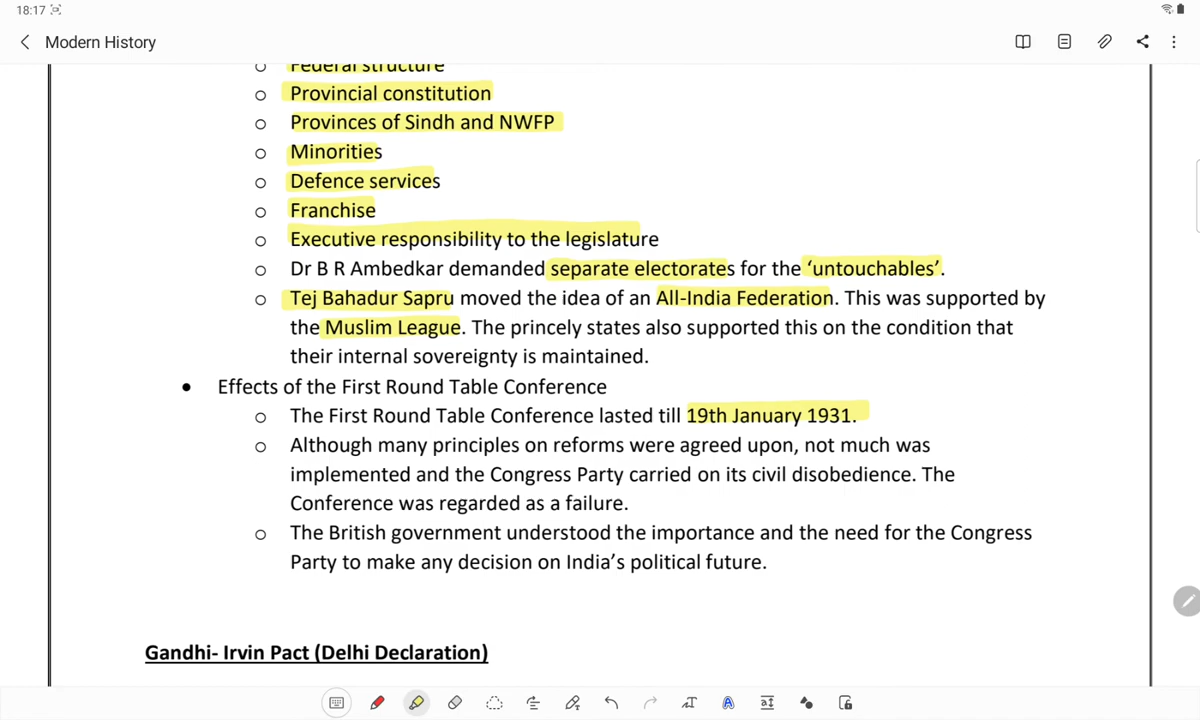 18:17
Modern History
Federal structure
o Provincial constitution
o Provinces of Sindh and NWFP
o Minorities
o Defence services
o Franchise
o Executive responsibility to the legislature
o Dr B R Ambedkar demanded separate electorates for the ‘untouchables’.
o Tej Bahadur Sapru moved the idea of an All-India Federation. This was supported by
the Muslim League. The princely states also supported this on the condition that
their internal sovereignty is maintained.
• Effects of the First Round Table Conference
o The First Round Table Conference lasted till 19th January 1931.
o Although many principles on reforms were agreed upon, not much was
implemented and the Congress Party carried on its civil disobedience. The
Conference was regarded as a failure.
o The British government understood the importance and the need for the Congress
Party to make any decision on India’s political future.
Gandhi- Irvin Pact (Delhi Declaration)